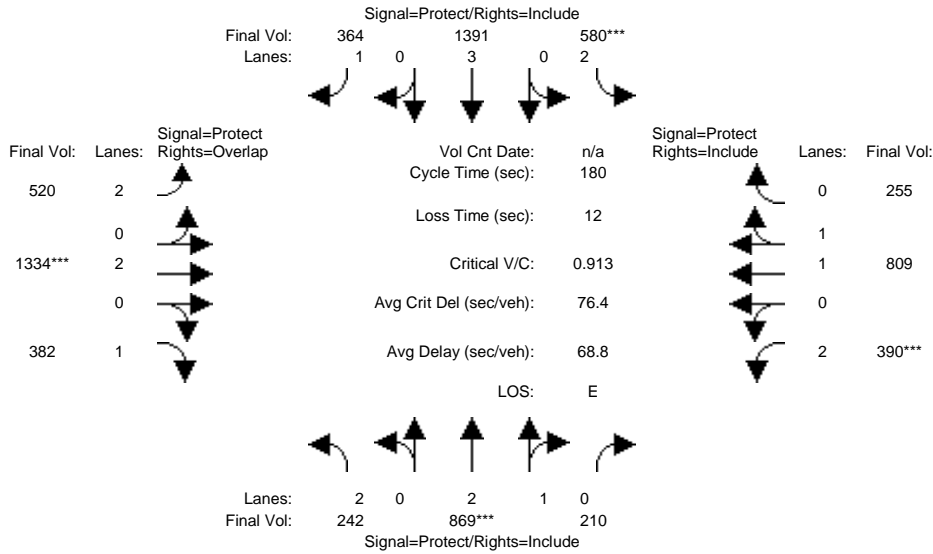 Signal=Protect/Rights=Include
Final Vol: 364 1391 580***
Lanes: 1 0 3 0 2
Signal=Protect
Final Vol: Lanes: Rights=Overlap
Vol Cnt Date: n/a
Signal=Protect
Rights=Include Lanes: Final Vol:
Cycle Time (sec): 180
520 2
0 255
Loss Time (sec): 12
0
1
1334*** 2
Critical V/C: 0.913
1 809
0
Avg Crit Del (sec/veh): 76.4
0
382 1
Avg Delay (sec/veh): 68.8
2 390***
LOS: E
Lanes: 2 0 2 1 0
Final Vol: 242 869*** 210
Signal=Protect/Rights=Include